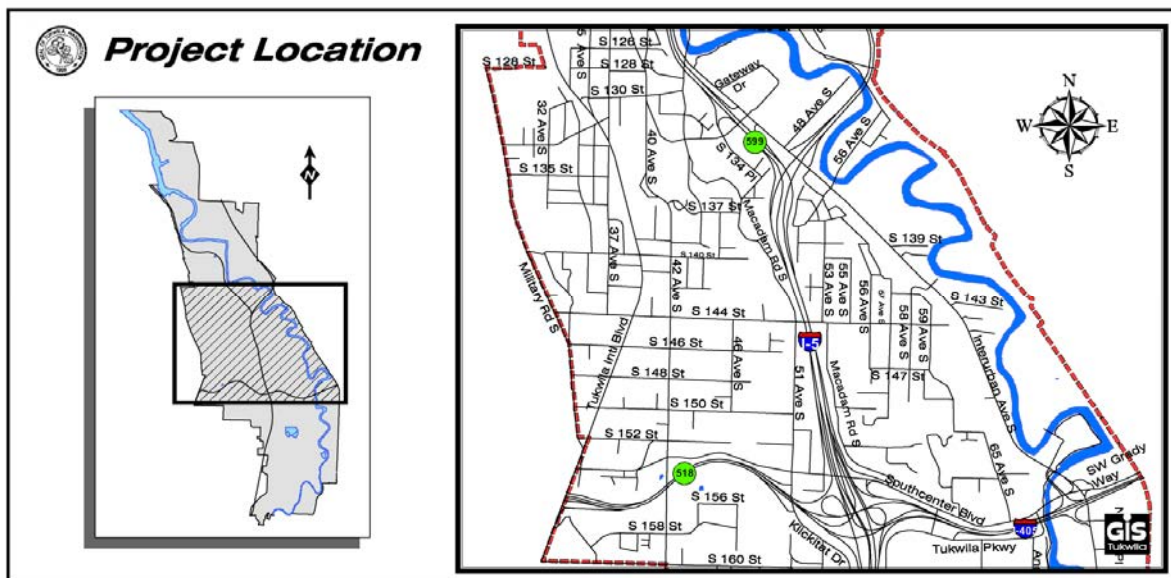 Project Location
N
S 126 St
S 128 St
S 128 St
S 130 St
Gateway
Dr
32 Ave S
40 Ave S
48 Ave S
56 Ave S
599
S 134 Pl
S 135 St
S 137 St
Macadam Rd S
37 Ave S
S 139 St
S 140 St
42 Ave S
Military Rd S
53 Ave S
55 Ave S
56 Ave S
57 Ave S
58 Ave S
59 Ave S
S 143 St
S 144 St
I-5
Interurban Ave S
S 146 St
46 Ave S
S 147 St
S 148 St
Tukwila Intl Blvd
51 Ave S
Macadam Rd S
S 150 St
S 152 St
65 Ave S
SW Grady
Way
518
S 156 St
Southcenter Blvd
S 158 St
Klickitat Dr
I-405
Tukwila Pkwy
S 160 St
N
W E
S
GIS
Tukwila